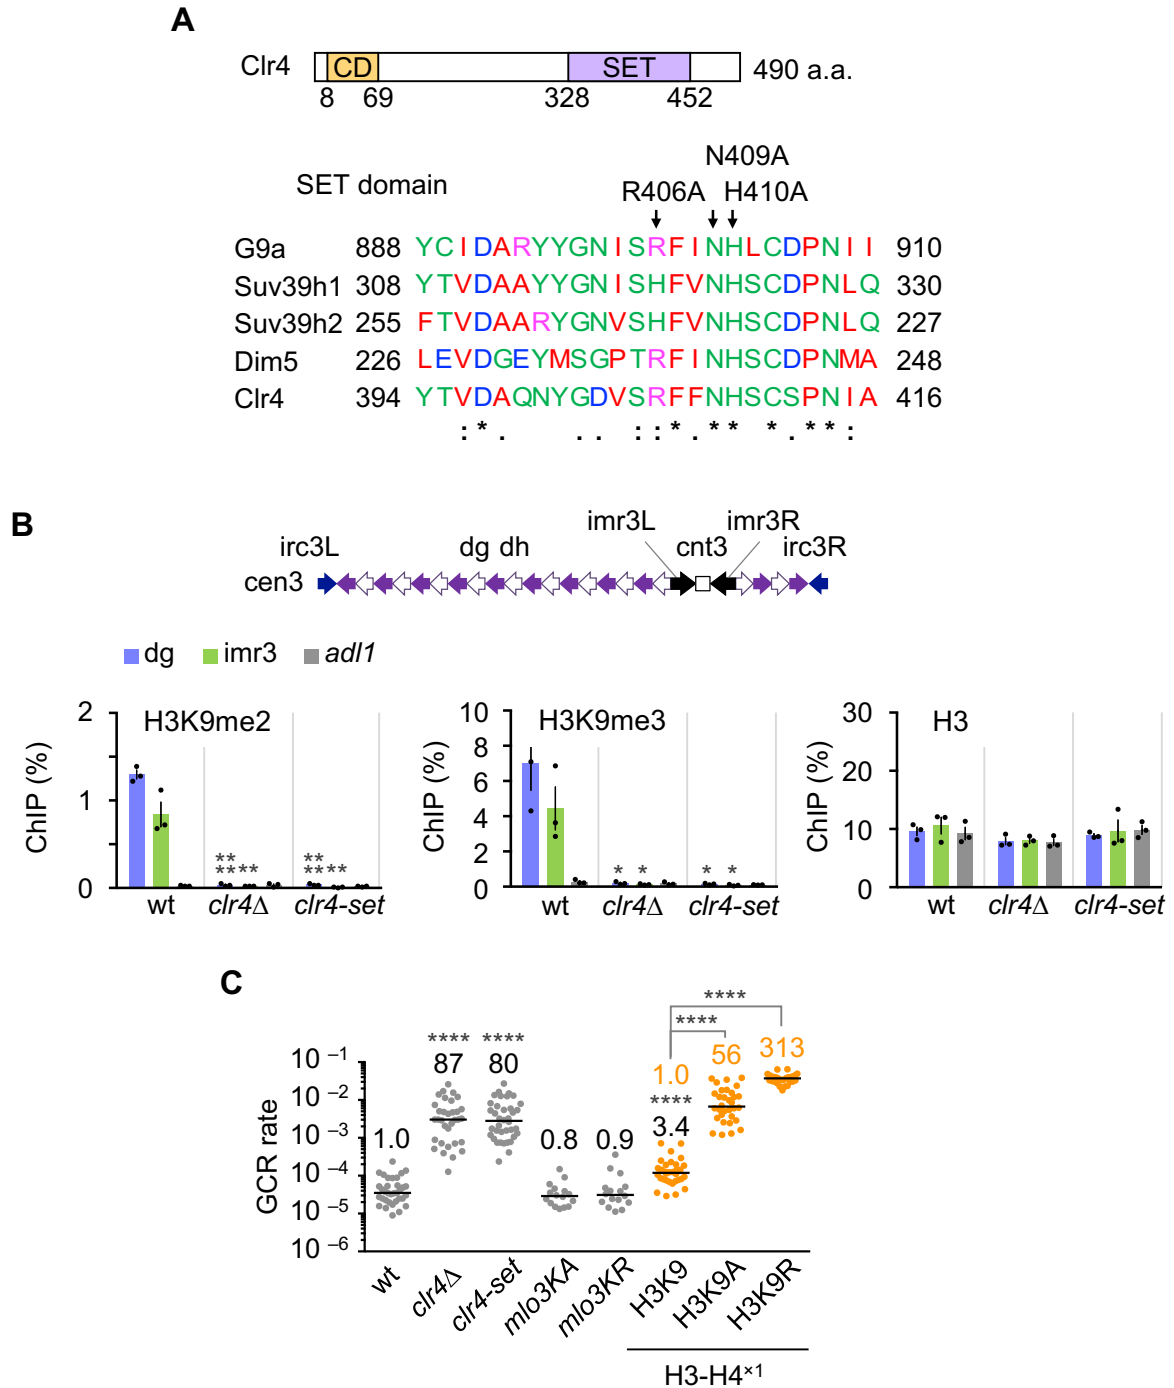 A
Clr4 CD SET 490 a.a.
8 69 328 452
N409A
SET domain R406A H410A
G9a 888 YCIDARYYGNISRFINHLCDPNII 910
Suv39h1 308 YTVDAAYYGNISHFVNHSCDPNLQ 330
Suv39h2 255 FTVDAARYGNVSHFVNHSCDPNLQ 227
Dim5 226 LEVDGEYMSGPTRFINHSCDPNMA 248
Clr4 394 YTVDAQNYGDVSRFFNHSCSPNIA 416
: * . . . : : * . * * * . * * :
B
imr3L imr3R
irc3L dg dh cnt3 irc3R
cen3
dg imr3 adl1
2 H3K9me2
1
0
ChIP (%)
** ** ** ** ** **
wt clr4Δ clr4-set
10 H3K9me3
8
6
4
2
0
ChIP (%)
* * * *
wt clr4Δ clr4-set
30 H3
20
10
0
ChIP (%)
wt clr4Δ clr4-set
C
****
****
**** ****
87 80 1.0 56 313
****
1.0 0.8 0.9 3.4
GCR rate
10 –1
10 –2
10 –3
10 –4
10 –5
10 –6
wt clr4Δ clr4-set mlo3KA mlo3KR H3K9 H3K9A H3K9R
H3-H4×1